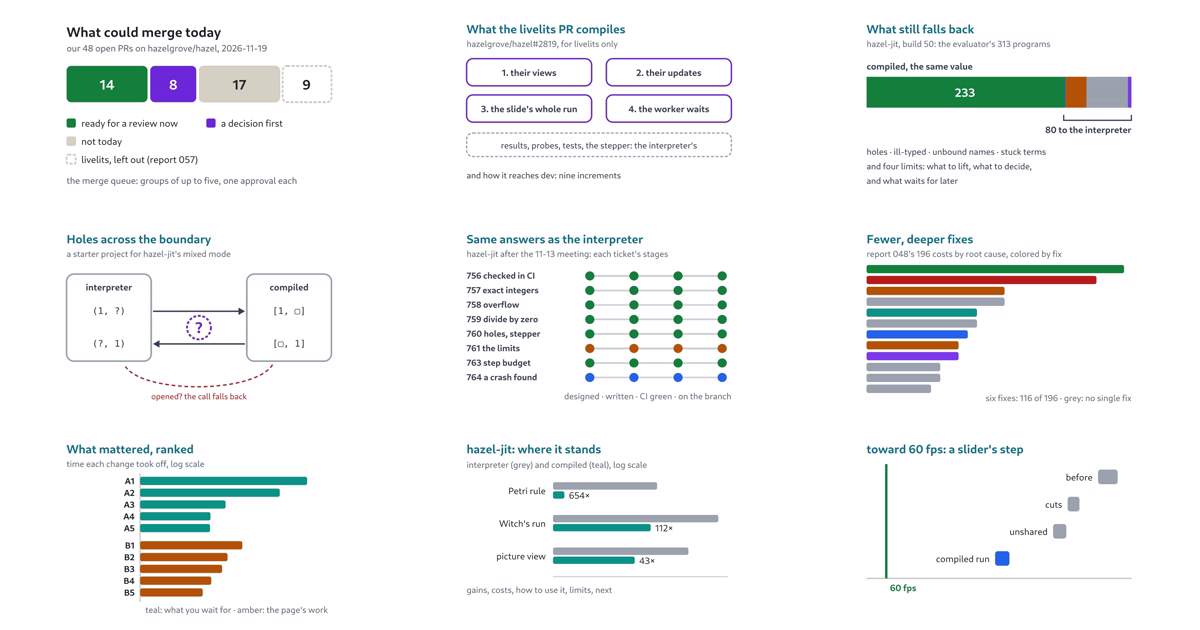 What could merge today
our 48 open PRs on hazelgrove/hazel, 2026-11-19
14
8
17
9
ready for a review now
a decision first
not today
livelits, left out (report 057)
the merge queue: groups of up to five, one approval each
What the livelits PR compiles
hazelgrove/hazel#2819, for livelits only
1. their views
2. their updates
3. the slide's whole run
4. the worker waits
results, probes, tests, the stepper: the interpreter's
and how it reaches dev: nine increments
What still falls back
hazel-jit, build 50: the evaluator's 313 programs
compiled, the same value
233
80 to the interpreter
holes · ill-typed · unbound names · stuck terms
and four limits: what to lift, what to decide,
and what waits for later
Holes across the boundary
a starter project for hazel-jit's mixed mode
interpreter
compiled
(1, ?)
[1, ▢]
?
(?, 1)
[▢, 1]
opened? the call falls back
Same answers as the interpreter
hazel-jit after the 11-13 meeting: each ticket's stages
756 checked in CI
757 exact integers
758 overflow
759 divide by zero
760 holes, stepper
761 the limits
763 step budget
764 a crash found
designed · written · CI green · on the branch
Fewer, deeper fixes
report 048's 196 costs by root cause, colored by fix
six fixes: 116 of 196 · grey: no single fix
What mattered, ranked
time each change took off, log scale
A1
A2
A3
A4
A5
B1
B2
B3
B4
B5
teal: what you wait for · amber: the page's work
hazel-jit: where it stands
interpreter (grey) and compiled (teal), log scale
Petri rule
654×
Witch's run
112×
picture view
43×
gains, costs, how to use it, limits, next
toward 60 fps: a slider's step
before
cuts
unshared
compiled run
60 fps